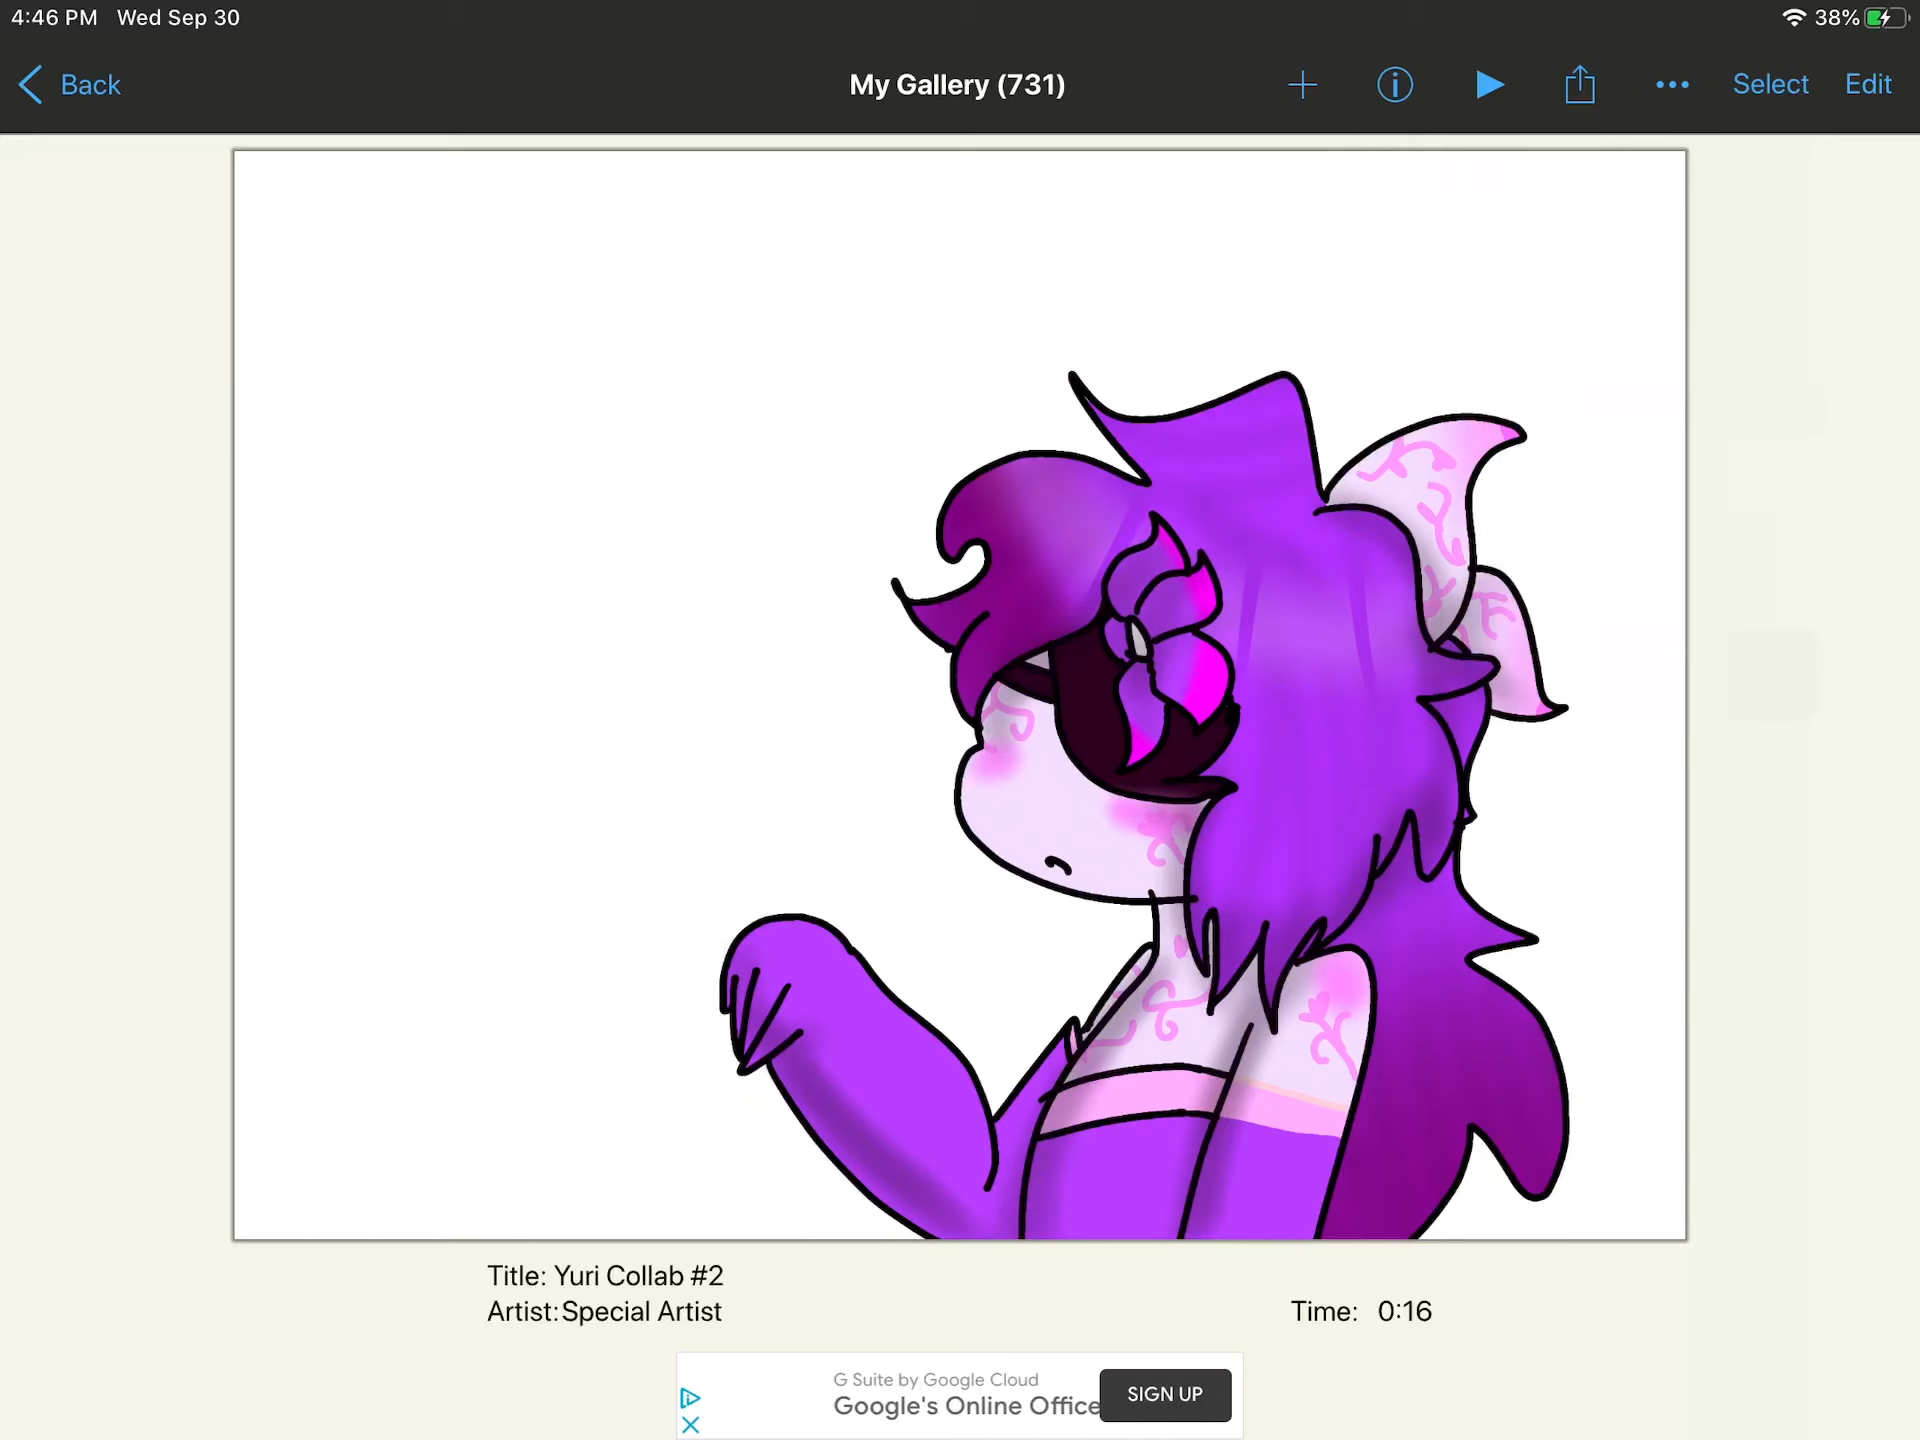 4:46 PM Wed Sep 30 38%
Back My Gallery (731) Select Edit
Title: Yuri Collab #2
Artist: Special Artist Time: 0:16
G Suite by Google Cloud
Google's Online Office
SIGN UP